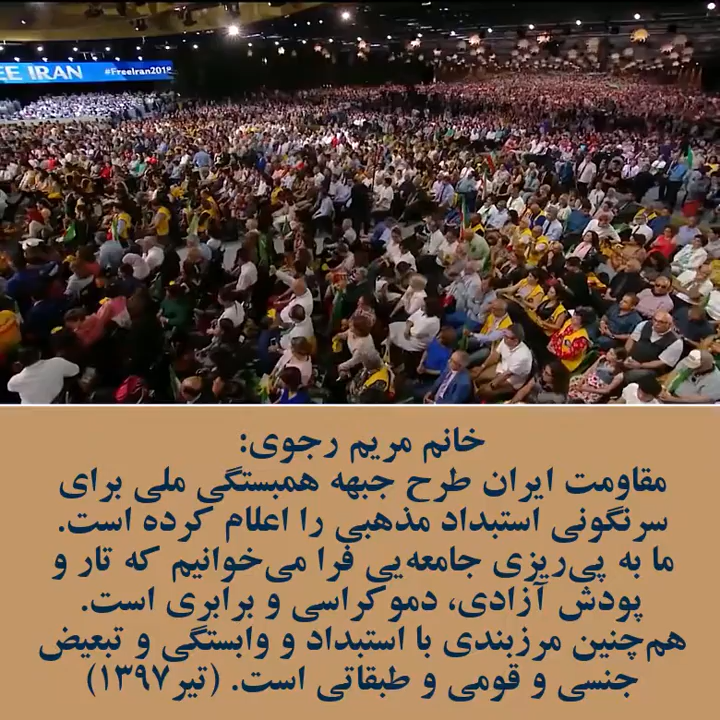 EE IRAN
#FreeIran2018
خانم مریم رجوی:
مقاومت ایران طرح جبهه همبستگی ملی برای
سرنگونی استبداد مذهبی را اعلام کرده است.
ما به پی‌ریزی جامعه‌یی فرا می‌خوانیم که تار و
پودش آزادی، دموکراسی و برابری است.
هم‌چنین مرزبندی با استبداد و وابستگی و تبعیض
جنسی و قومی و طبقاتی است. (تیر۱۳۹۷)